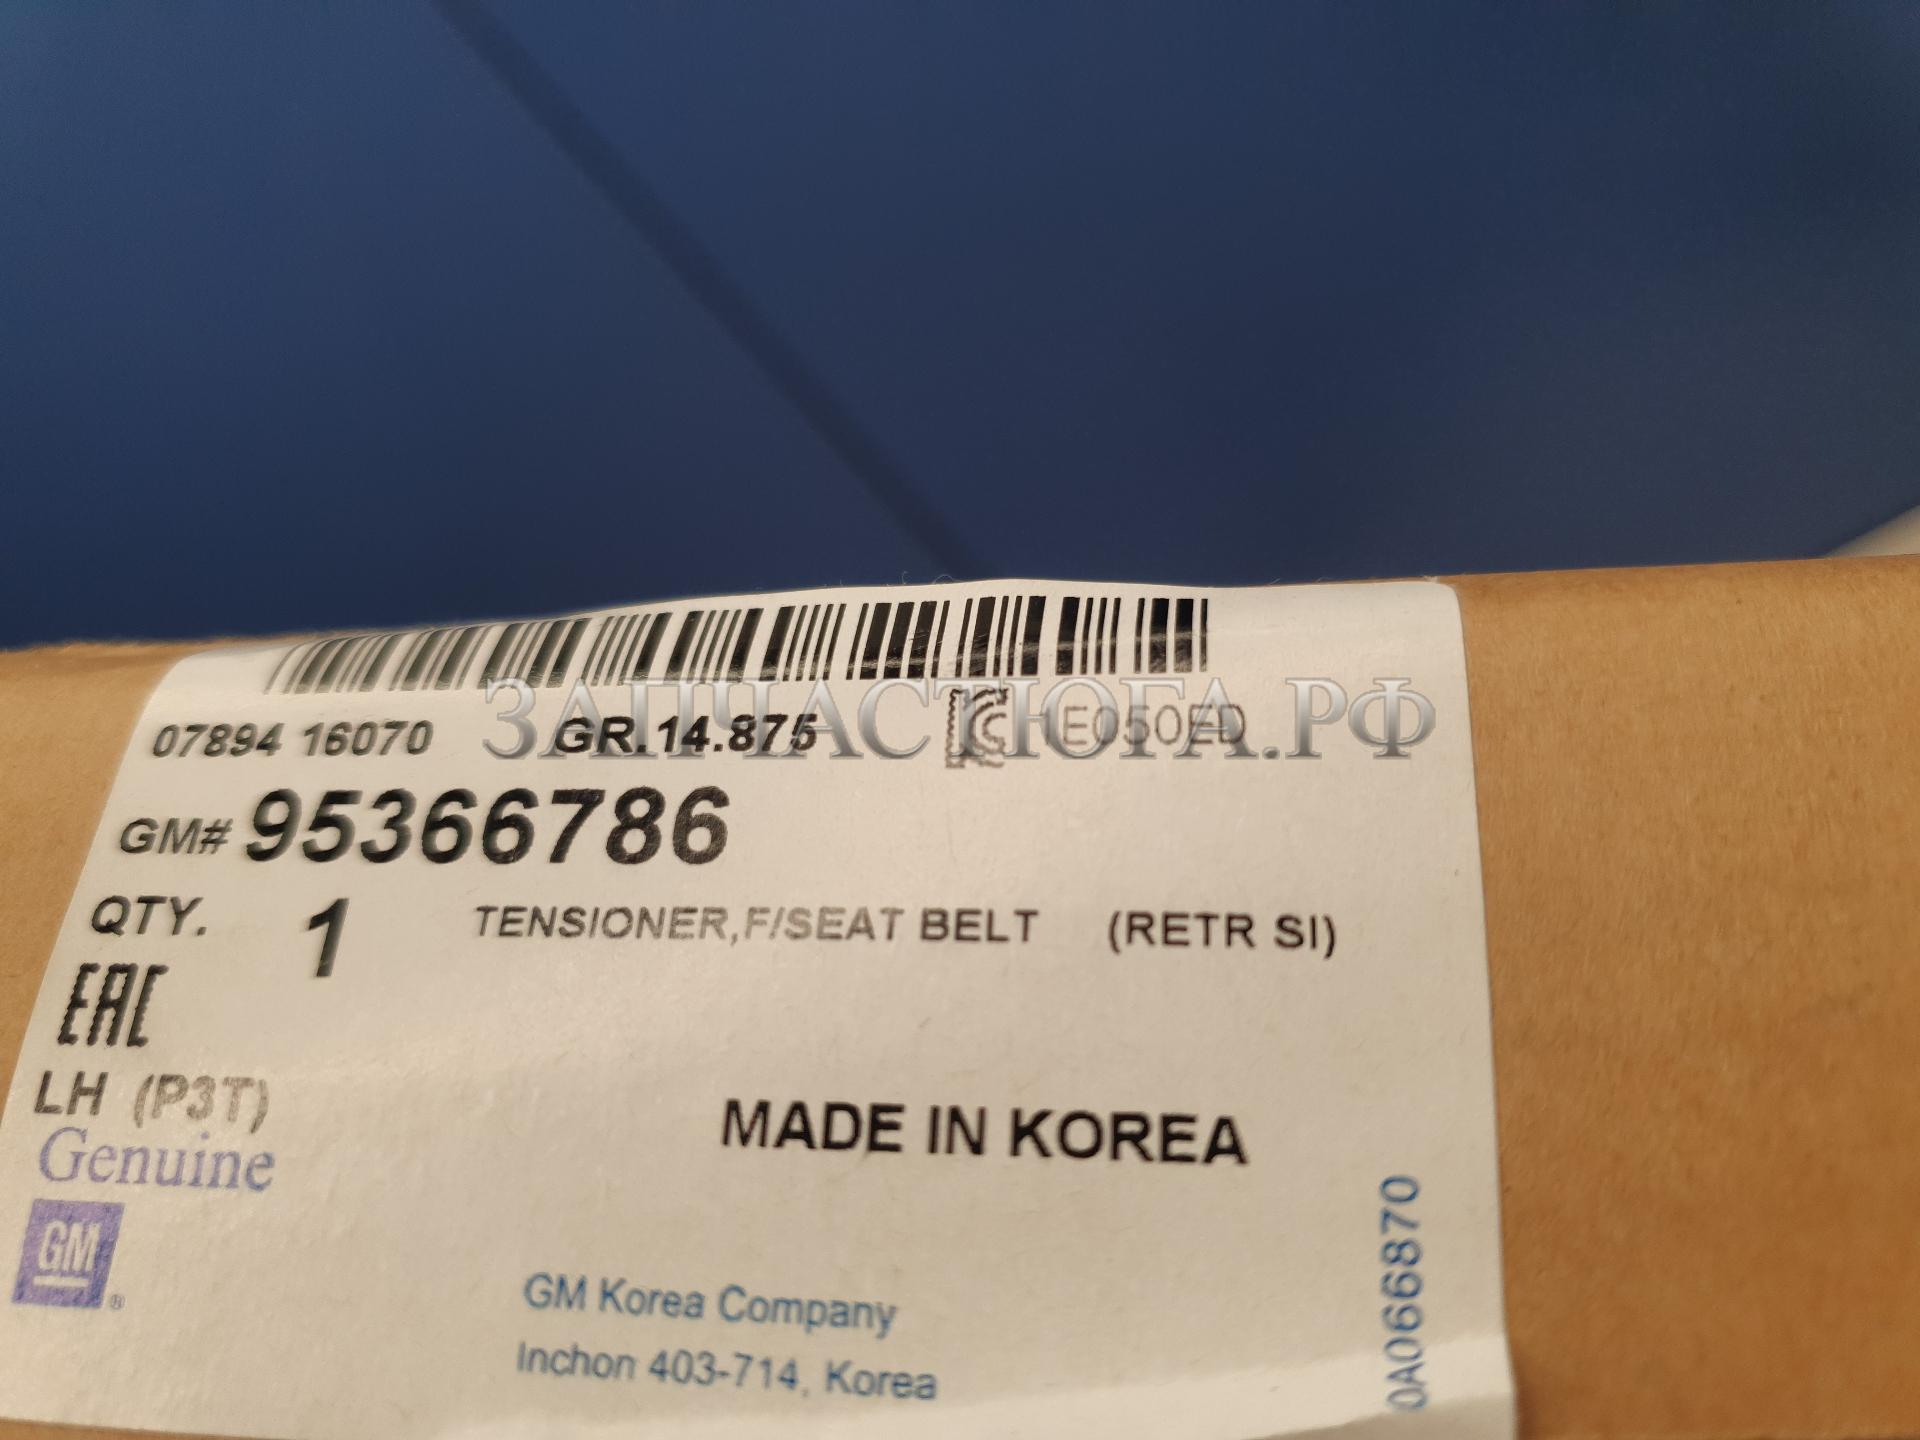 07894 16070 GR.14.875 1E050ED
ЗАПЧАСТЮГА.РФ
GM# 95366786
QTY. 1 TENSIONER,F/SEAT BELT (RETR SI)
EAC
LH (P3T)
Genuine
GM ®
MADE IN KOREA
GM Korea Company
Inchon 403-714, Korea
0A066870